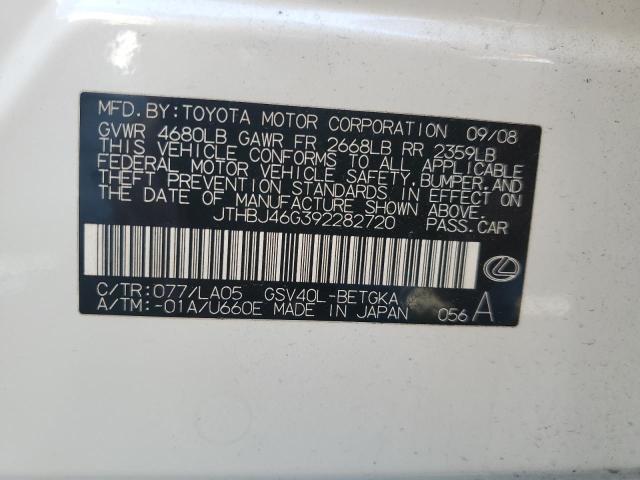 MFD. BY: TOYOTA MOTOR CORPORATION 09/08
GVWR 4680LB GAWR FR 2668LB RR 2359LB
THIS VEHICLE CONFORMS TO ALL APPLICABLE
FEDERAL MOTOR VEHICLE SAFETY, BUMPER, AND
THEFT PREVENTION STANDARDS IN EFFECT ON
THE DATE OF MANUFACTURE SHOWN ABOVE.
JTHBJ46G392282720 PASS. CAR
C/TR: 077/LA05 GSV40L-BETGKA
A/TM: -01A/U660E MADE IN JAPAN 056 A